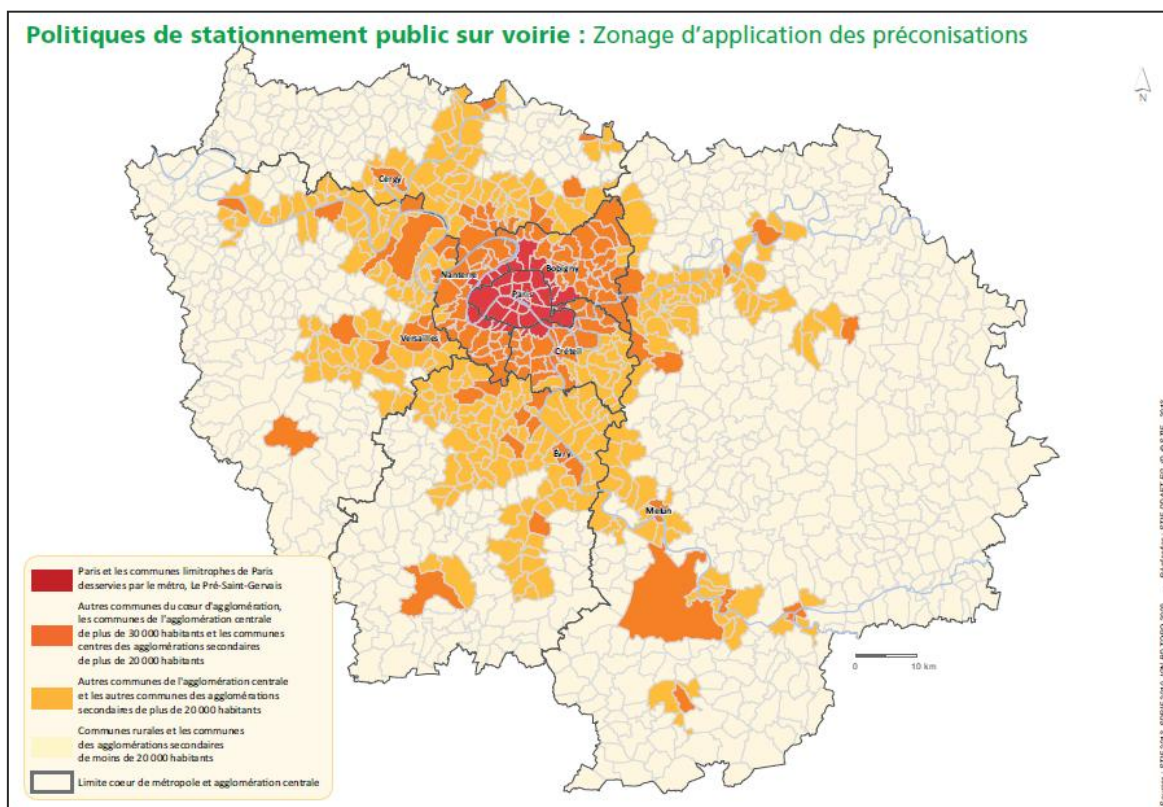 Politiques de stationnement public sur voirie : Zonage d’application des préconisations
N
Cergy
Nanterre
Bobigny
Paris
Versailles
Créteil
Evry
Melun
Paris et les communes limitrophes de Paris
desservies par le métro, Le Pré-Saint-Gervais
Autres communes du cœur d’agglomération,
les communes de l’agglomération centrale
de plus de 30 000 habitants et les communes
centres des agglomérations secondaires
de plus de 20 000 habitants
Autres communes de l’agglomération centrale
et les autres communes des agglomérations
secondaires de plus de 20 000 habitants
Communes rurales et les communes
des agglomérations secondaires
de moins de 20 000 habitants
Limite coeur de métropole et agglomération centrale
0 10 km